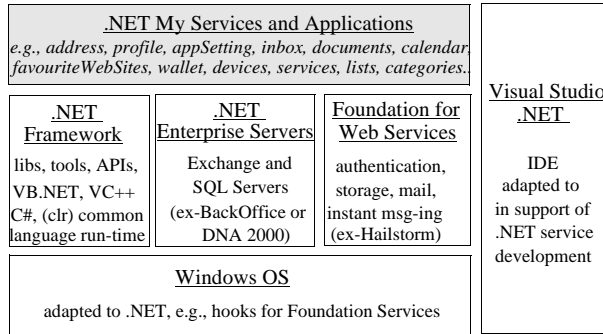 .NET My Services and Applications
e.g., address, profile, appSetting, inbox, documents, calendar,
favouriteWebSites, wallet, devices, services, lists, categories..
.NET
Framework
libs, tools, APIs,
VB.NET, VC++
C#, (clr) common
language run-time
.NET
Enterprise Servers
Exchange and
SQL Servers
(ex-BackOffice or
DNA 2000)
Foundation for
Web Services
authentication,
storage, mail,
instant msg-ing
(ex-Hailstorm)
Windows OS
adapted to .NET, e.g., hooks for Foundation Services
Visual Studio
.NET
IDE
adapted to
in support of
.NET service
development